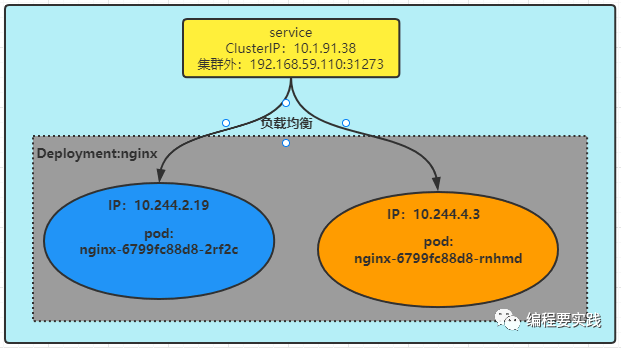 service
ClusterIP：10.1.91.38
集群外：192.168.59.110:31273
负载均衡
Deployment:nginx
IP：10.244.2.19
pod:
nginx-6799fc88d8-2rf2c
IP：10.244.4.3
pod:
nginx-6799fc88d8-rnhmd
编程要实践